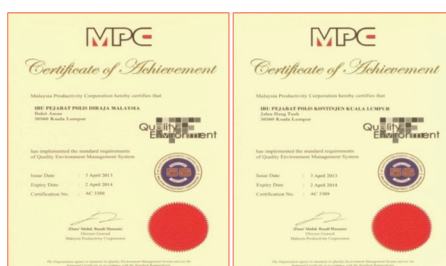 MPC
Certificate of Achievement
Malaysia Productivity Corporation hereby certifies that
IBU PEJABAT POLIS DIRAJA MALAYSIA
Bukit Aman
50560 Kuala Lumpur
Quality
Environment
has implemented the standard requirements
of Quality Environment Management System
Issue Date : 3 April 2013
Expiry Date : 2 April 2014
Certification No. : AC 3388
Director General
Malaysia Productivity Corporation
MPC
Certificate of Achievement
Malaysia Productivity Corporation hereby certifies that
IBU PEJABAT POLIS KONTINJEN KUALA LUMPUR
Jalan Hang Tuah
Kuala Lumpur
Quality
Environment
has implemented the standard requirements
of Quality Environment Management System
Issue Date : 3 April 2013
Expiry Date : 2 April 2014
Certification No. : AC 3389
Director General
Malaysia Productivity Corporation